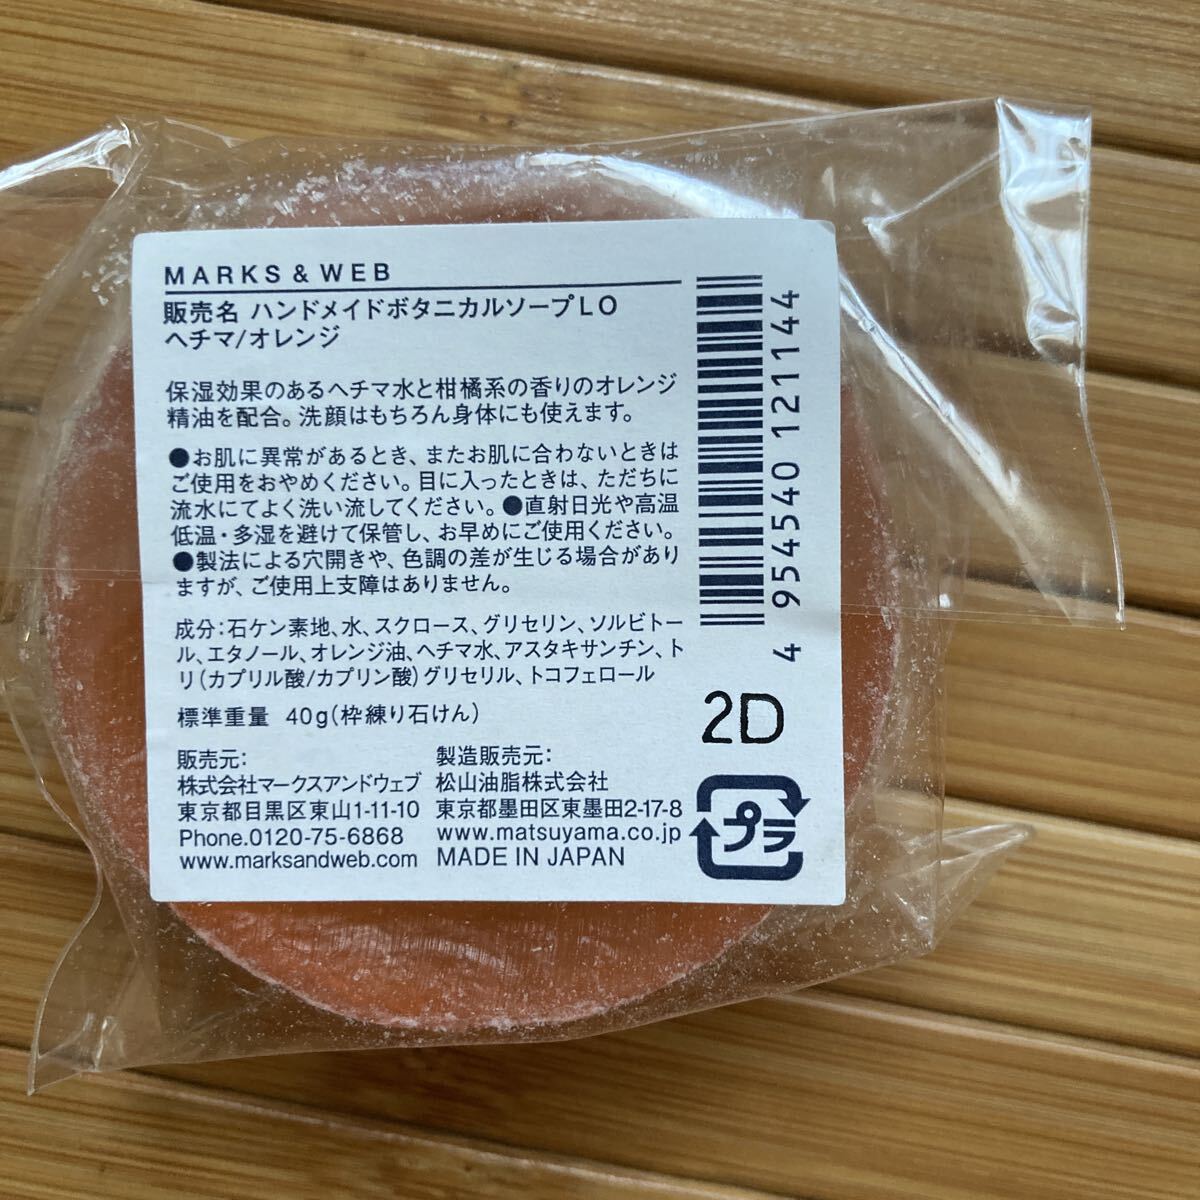 MARKS & WEB
販売名 ハンドメイドボタニカルソープLO
ヘチマ/オレンジ
保湿効果のあるヘチマ水と柑橘系の香りのオレンジ
精油を配合。洗顔はもちろん身体にも使えます。
●お肌に異常があるとき、またお肌に合わないときは
ご使用をおやめください。目に入ったときは、ただちに
流水にてよく洗い流してください。●直射日光や高温
低温・多湿を避けて保管し、お早めにご使用ください。
●製法による穴開きや、色調の差が生じる場合があり
ますが、ご使用上支障はありません。
成分:石ケン素地、水、スクロース、グリセリン、ソルビトー
ル、エタノール、オレンジ油、ヘチマ水、アスタキサンチン、ト
リ(カプリル酸/カプリン酸)グリセリル、トコフェロール
標準重量 40g(枠練り石けん)
販売元:
株式会社マークスアンドウェブ
東京都目黒区東山1-11-10
Phone.0120-75-6868
www.marksandweb.com
製造販売元:
松山油脂株式会社
東京都墨田区東墨田2-17-8
www.matsuyama.co.jp
MADE IN JAPAN
4 954540 121144
2D
プラ